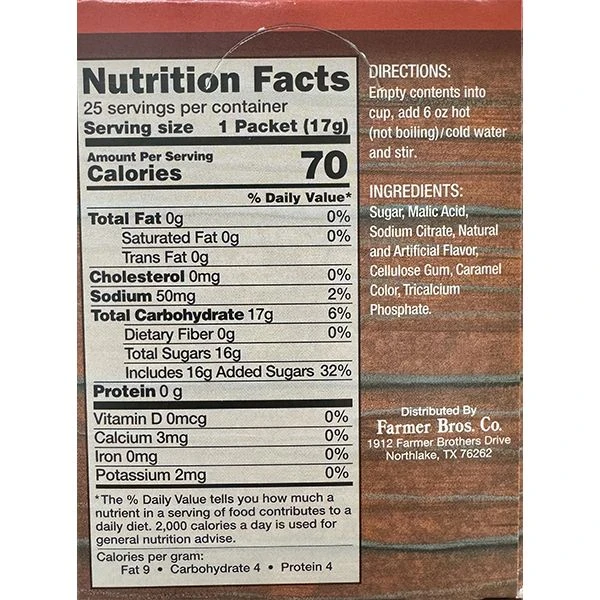 Nutrition Facts
25 servings per container
Serving size 1 Packet (17g)
Amount Per Serving
Calories 70
% Daily Value*
Total Fat 0g 0%
Saturated Fat 0g 0%
Trans Fat 0g
Cholesterol 0mg 0%
Sodium 50mg 2%
Total Carbohydrate 17g 6%
Dietary Fiber 0g 0%
Total Sugars 16g
Includes 16g Added Sugars 32%
Protein 0 g
Vitamin D 0mcg 0%
Calcium 3mg 0%
Iron 0mg 0%
Potassium 2mg 0%
*The % Daily Value tells you how much a
nutrient in a serving of food contributes to a
daily diet. 2,000 calories a day is used for
general nutrition advise.
Calories per gram:
Fat 9 • Carbohydrate 4 • Protein 4
DIRECTIONS:
Empty contents into
cup, add 6 oz hot
(not boiling)/cold water
and stir.
INGREDIENTS:
Sugar, Malic Acid,
Sodium Citrate, Natural
and Artificial Flavor,
Cellulose Gum, Caramel
Color, Tricalcium
Phosphate.
Distributed By
Farmer Bros. Co.
1912 Farmer Brothers Drive
Northlake, TX 76262